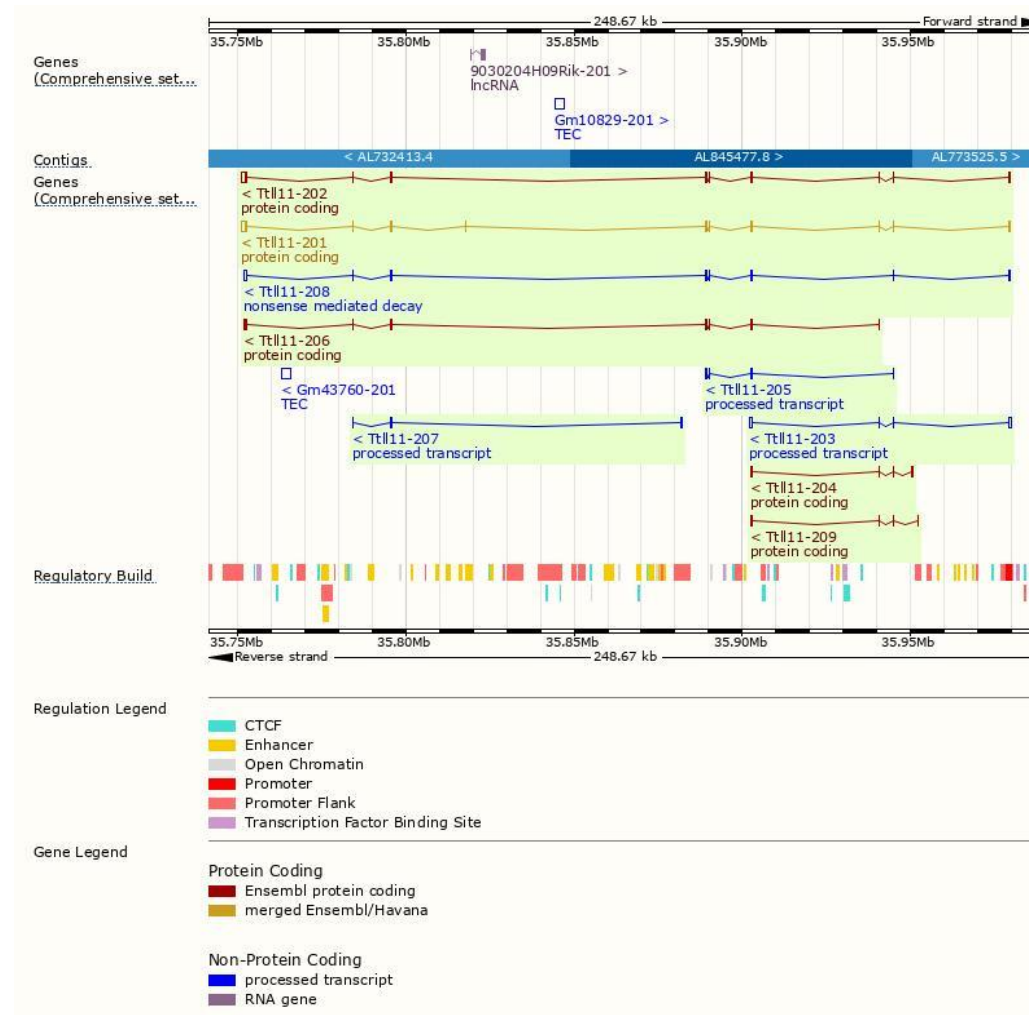 248.67 kb
Forward strand
35.75Mb 35.80Mb 35.85Mb 35.90Mb 35.95Mb
Genes
(Comprehensive set...
9030204H09Rik-201 >
lncRNA
Gm10829-201 >
TEC
Contigs
< AL732413.4 AL845477.8 > AL773525.5 >
Genes
(Comprehensive set...
< Ttll11-202
protein coding
< Ttll11-201
protein coding
< Ttll11-208
nonsense mediated decay
< Ttll11-206
protein coding
< Gm43760-201
TEC
< Ttll11-205
processed transcript
< Ttll11-207
processed transcript
< Ttll11-203
processed transcript
< Ttll11-204
protein coding
< Ttll11-209
protein coding
Regulatory Build
35.75Mb 35.80Mb 35.85Mb 35.90Mb 35.95Mb
Reverse strand 248.67 kb
Regulation Legend
CTCF
Enhancer
Open Chromatin
Promoter
Promoter Flank
Transcription Factor Binding Site
Gene Legend
Protein Coding
Ensembl protein coding
merged Ensembl/Havana
Non-Protein Coding
processed transcript
RNA gene